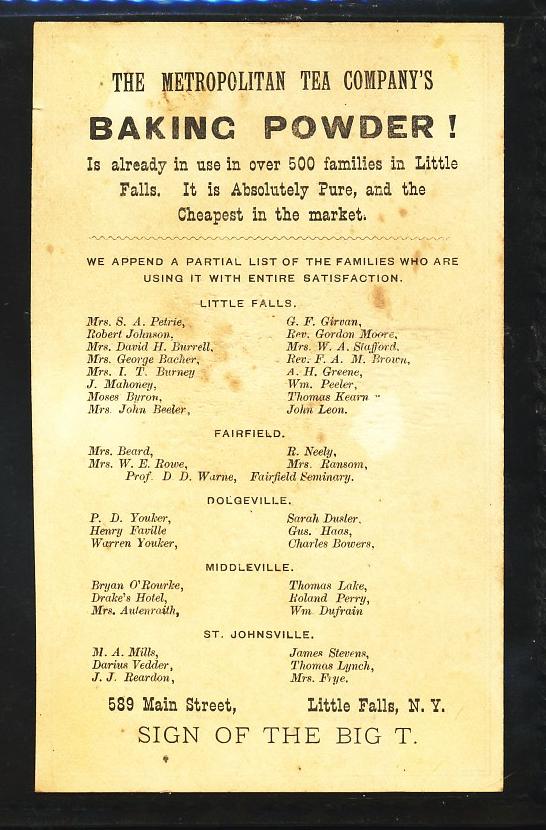 THE METROPOLITAN TEA COMPANY'S
BAKING POWDER!
Is already in use in over 500 families in Little
Falls. It is Absolutely Pure, and the
Cheapest in the market.
WE APPEND A PARTIAL LIST OF THE FAMILIES WHO ARE
USING IT WITH ENTIRE SATISFACTION.
LITTLE FALLS.
Mrs. S. A. Petrie, G. F. Girvan,
Robert Johnson, Rev. Gordon Moore,
Mrs. David H. Burrell, Mrs. W. A. Stafford,
Mrs. George Bacher, Rev. F. A. M. Brown,
Mrs. I. T. Burney A. H. Greene,
J. Mahoney, Wm. Peeler,
Moses Byron, Thomas Kearn
Mrs. John Beeler, John Leon.
FAIRFIELD.
Mrs. Beard, R. Neely,
Mrs. W. E. Rowe, Mrs. Ransom,
Prof. D. D. Warne, Fairfield Seminary.
DOLGEVILLE.
P. D. Youker, Sarah Dusler,
Henry Faville Gus. Haas,
Warren Youker, Charles Bowers,
MIDDLEVILLE.
Bryan O'Rourke, Thomas Lake,
Drake's Hotel, Roland Perry,
Mrs. Autenraith, Wm Dufrain
ST. JOHNSVILLE.
M. A. Mills, James Stevens,
Darius Vedder, Thomas Lynch,
J. J. Reardon, Mrs. Frye.
589 Main Street, Little Falls, N. Y.
SIGN OF THE BIG T.